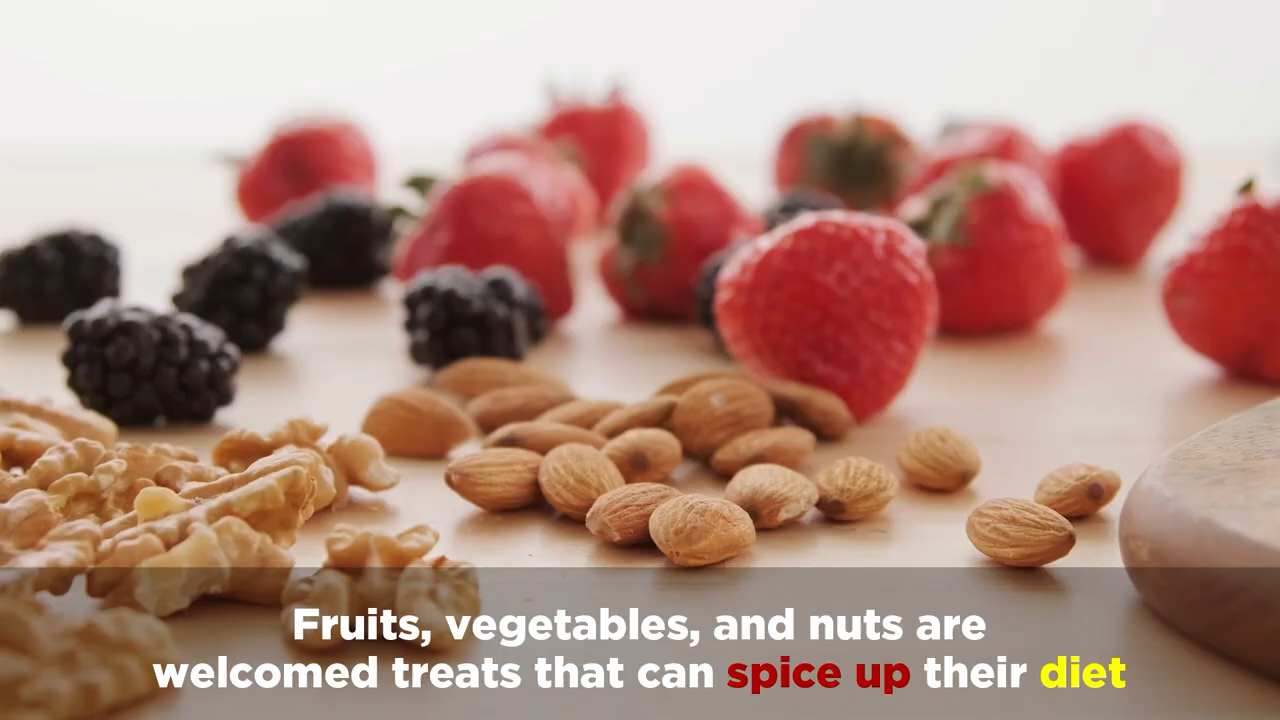 Fruits, vegetables, and nuts are
welcomed treats that can spice up their diet